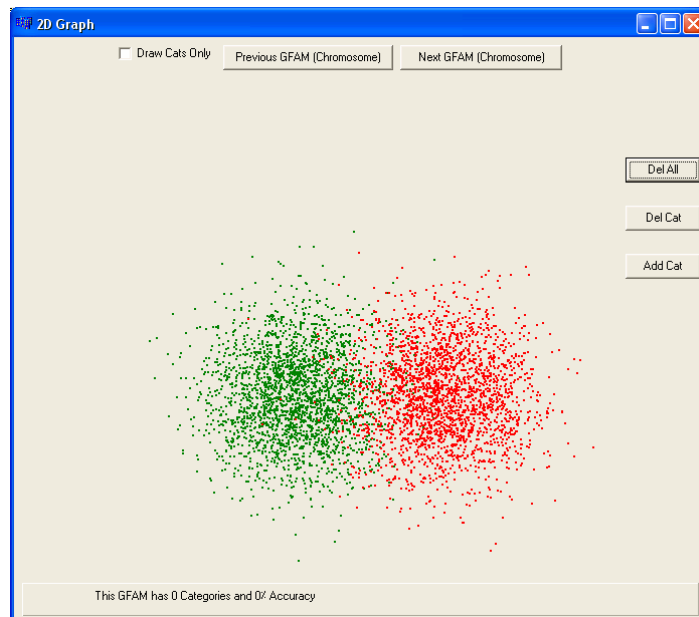 2D Graph
Draw Cats Only
Previous GFAM (Chromosome)
Next GFAM (Chromosome)
Del All
Del Cat
Add Cat
This GFAM has 0 Categories and 0% Accuracy